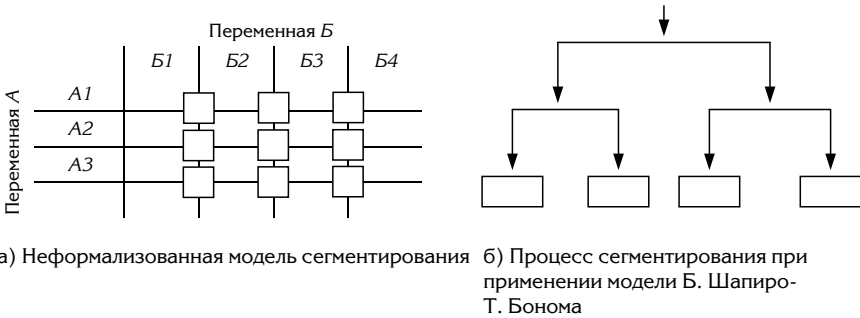 Переменная Б
Б1 Б2 Б3 Б4
Переменная А
А1
А2
А3
а) Неформализованная модель сегментирования
б) Процесс сегментирования при
применении модели Б. Шапиро-
Т. Бонома